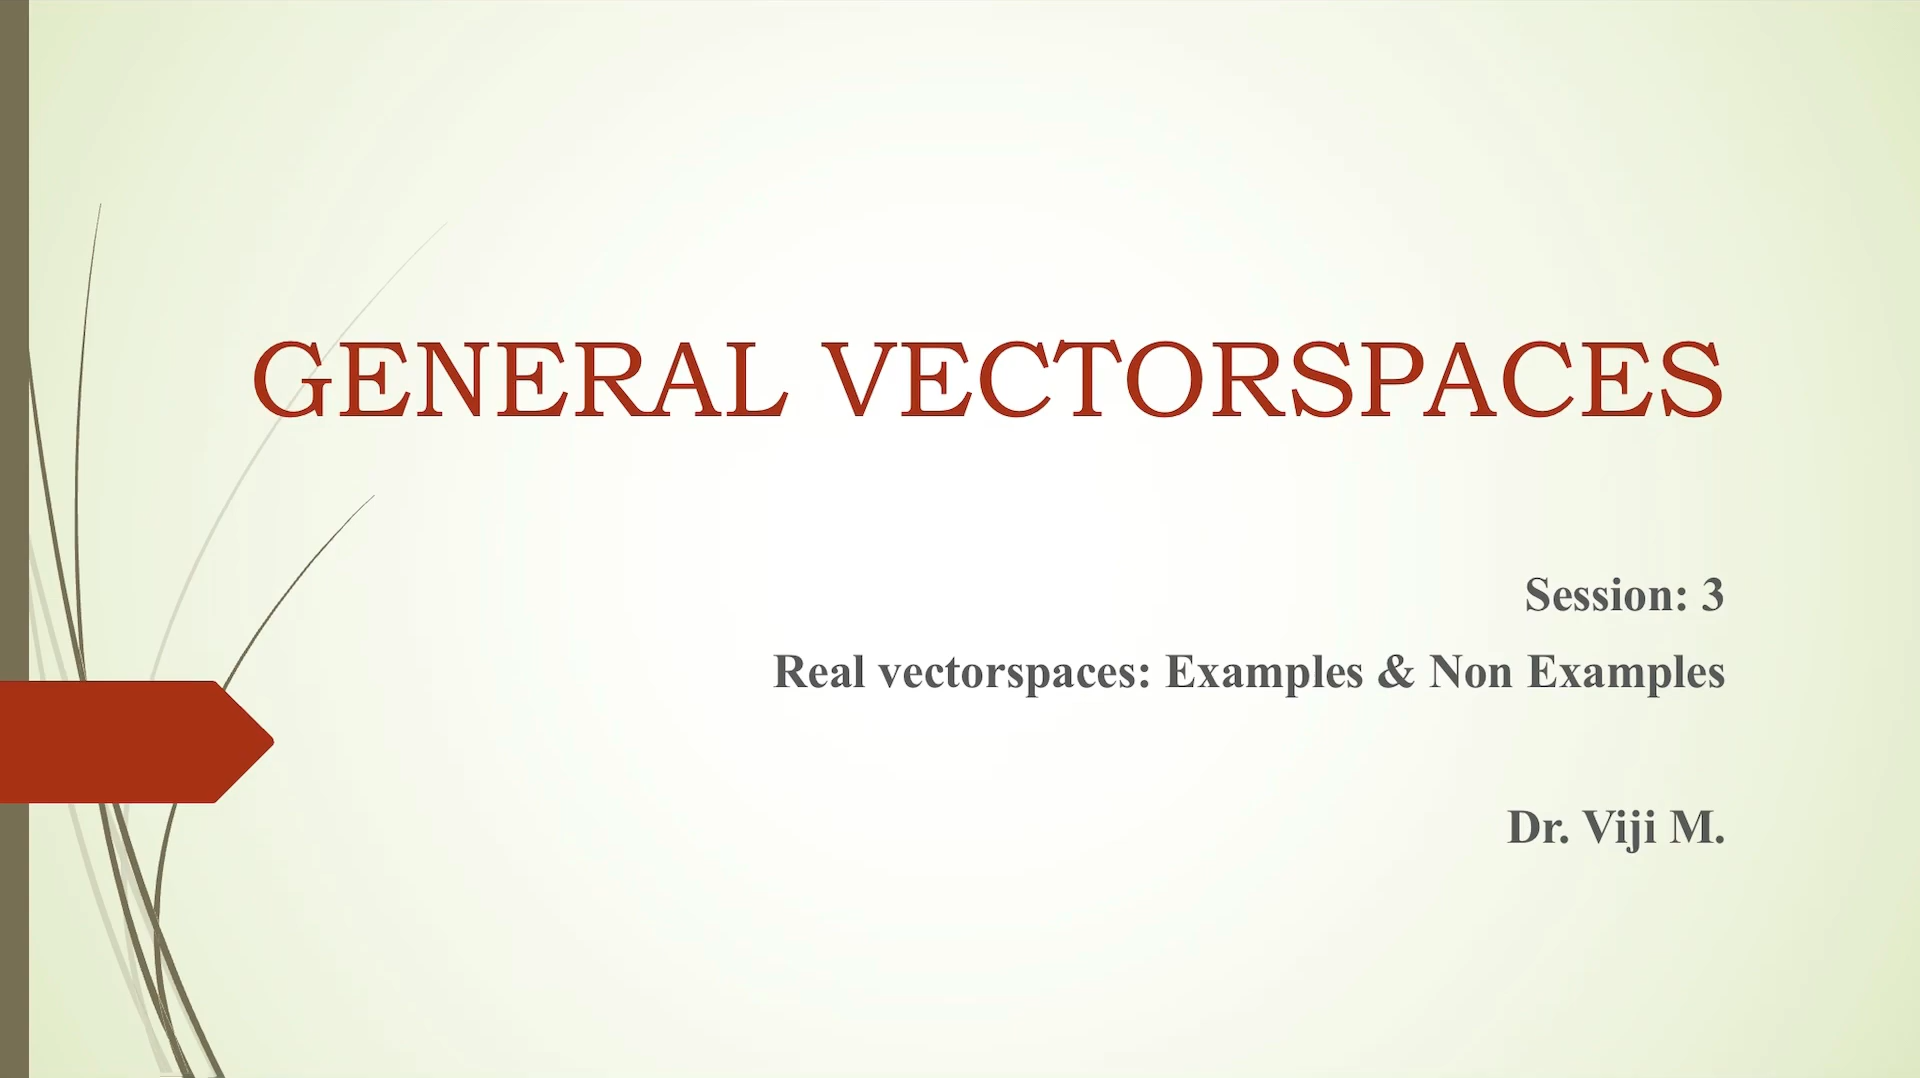 GENERAL VECTORSPACES
Session: 3
Real vectorspaces: Examples & Non Examples
Dr. Viji M.